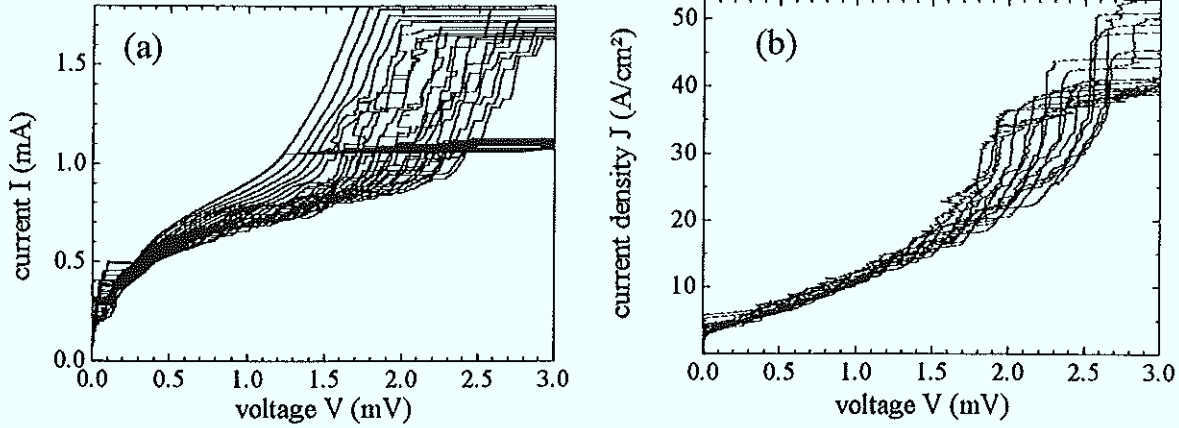 (a)
current I (mA)
1.5
1.0
0.5
0.0
0.0 0.5 1.0 1.5 2.0 2.5 3.0
voltage V (mV)
(b)
current density J (A/cm²)
50
40
30
20
10
0.0 0.5 1.0 1.5 2.0 2.5 3.0
voltage V (mV)